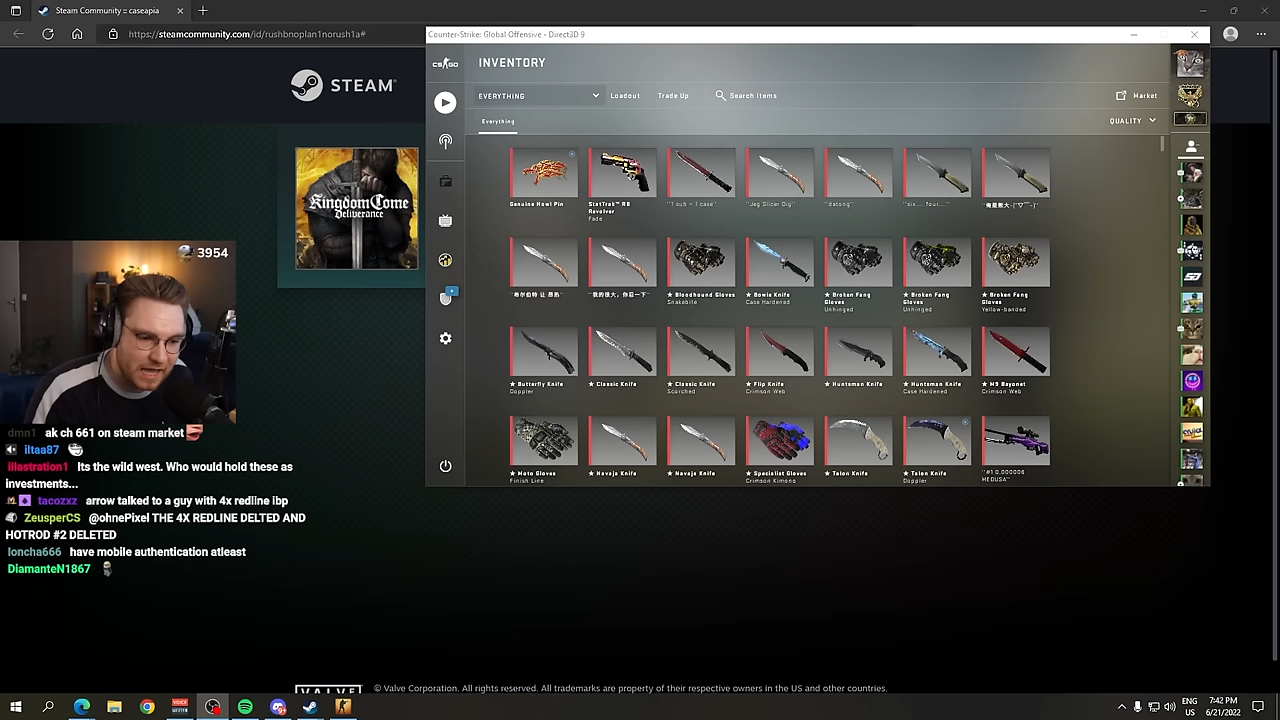 Steam Community :: caseapia
https://steamcommunity.com/id/rushbnoplan1norush1a#
STEAM®
Kingdom Come
Deliverance
3954
dmn1 ak ch 661 on steam market
iltaa87
illastration1 Its the wild west. Who would hold these as
investments...
tacozxz arrow talked to a guy with 4x redline ibp
ZeusperCS @ohnePixel THE 4X REDLINE DELTED AND
HOTROD #2 DELETED
loncha666 have mobile authentication atleast
DiamanteN1867
Counter-Strike: Global Offensive - Direct3D 9
CS:GO
INVENTORY
EVERYTHING
Loadout
Trade Up
Search Items
Market
Everything
QUALITY
Genuine Howl Pin
StatTrak™ R8
Revolver
Fade
"1 sub = 1 case"
"Jeg Slicer Dig"
"datong"
"six.... four...."
★ Bloodhound Gloves
Snakebite
★ Bowie Knife
Case Hardened
★ Broken Fang
Gloves
Unhinged
★ Broken Fang
Gloves
Unhinged
★ Broken Fang
Gloves
Yellow-banded
★ Butterfly Knife
Doppler
★ Classic Knife
★ Classic Knife
Scorched
★ Flip Knife
Crimson Web
★ Huntsman Knife
★ Huntsman Knife
Case Hardened
★ M9 Bayonet
Crimson Web
★ Moto Gloves
Finish Line
★ Navaja Knife
★ Navaja Knife
★ Specialist Gloves
Crimson Kimono
★ Talon Knife
★ Talon Knife
Doppler
"#1 0.000006
MEDUSA"
VALVE
© Valve Corporation. All rights reserved. All trademarks are property of their respective owners in the US and other countries.
ENG
US
7:42 PM
6/21/2022